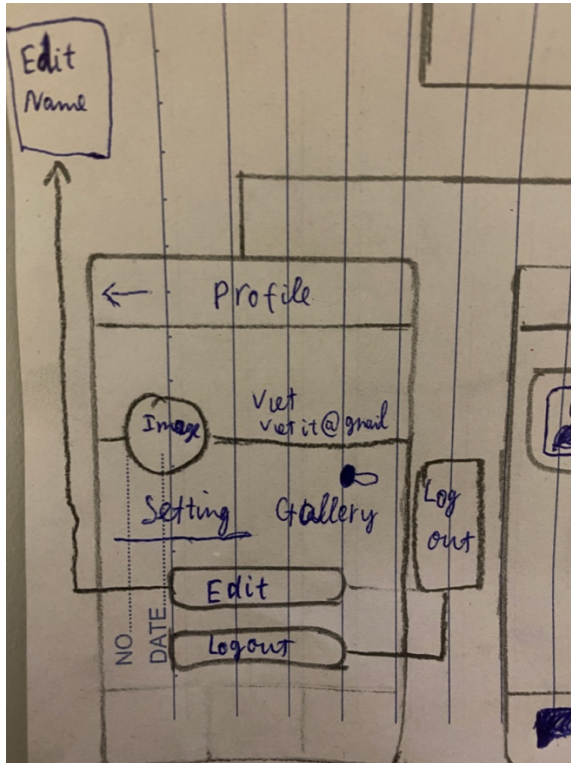 Edit
Name
Profile
Image
Viet
vietit@gmail
Setting
Gallery
Log
out
Edit
Logout
NO.
DATE